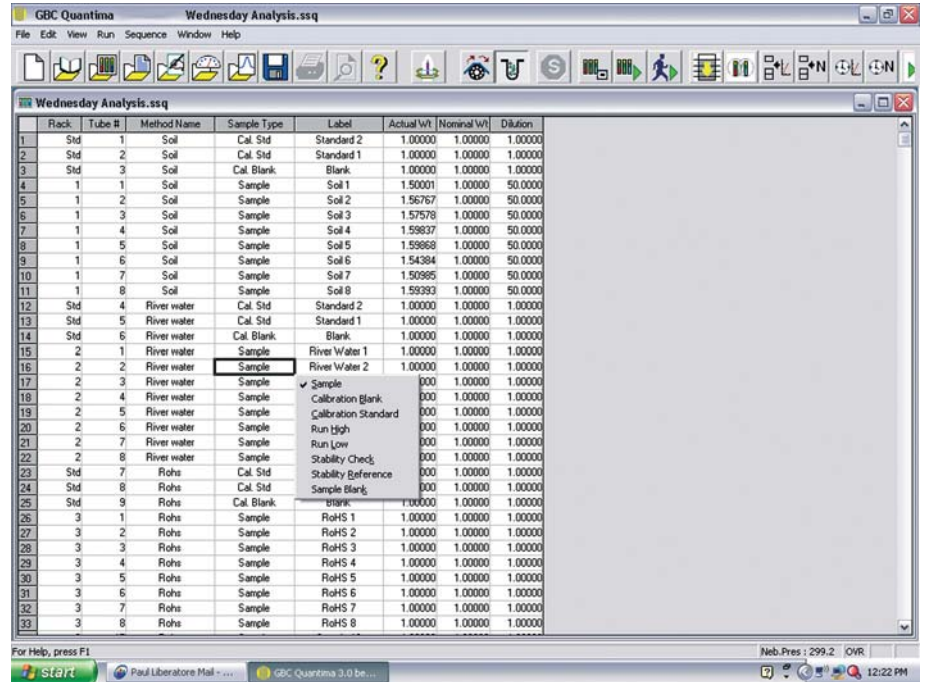 GBC Quantima Wednesday Analysis.ssq
File Edit View Run Sequence Window Help
Wednesday Analysis.ssq
Rack Tube # Method Name Sample Type Label Actual Wt Nominal Wt Dilution
1 Std 1 Soil Cal. Std Standard 2 1.00000 1.00000 1.00000
2 Std 2 Soil Cal. Std Standard 1 1.00000 1.00000 1.00000
3 Std 3 Soil Cal. Blank Blank 1.00000 1.00000 1.00000
4 1 1 Soil Sample Soil 1 1.50001 1.00000 50.0000
5 1 2 Soil Sample Soil 2 1.56767 1.00000 50.0000
6 1 3 Soil Sample Soil 3 1.57578 1.00000 50.0000
7 1 4 Soil Sample Soil 4 1.59837 1.00000 50.0000
8 1 5 Soil Sample Soil 5 1.59868 1.00000 50.0000
9 1 6 Soil Sample Soil 6 1.54384 1.00000 50.0000
10 1 7 Soil Sample Soil 7 1.50985 1.00000 50.0000
11 1 8 Soil Sample Soil 8 1.59393 1.00000 50.0000
12 Std 4 River water Cal. Std Standard 2 1.00000 1.00000 1.00000
13 Std 5 River water Cal. Std Standard 1 1.00000 1.00000 1.00000
14 Std 6 River water Cal. Blank Blank 1.00000 1.00000 1.00000
15 2 1 River water Sample River Water 1 1.00000 1.00000 1.00000
16 2 2 River water Sample River Water 2 1.00000 1.00000 1.00000
17 2 3 River water Sample 000 1.00000 1.00000
18 2 4 River water Sample 000 1.00000 1.00000
19 2 5 River water Sample 000 1.00000 1.00000
20 2 6 River water Sample 000 1.00000 1.00000
21 2 7 River water Sample 000 1.00000 1.00000
22 2 8 River water Sample 000 1.00000 1.00000
23 Std 7 Rohs Cal. Std 000 1.00000 1.00000
24 Std 8 Rohs Cal. Std 000 1.00000 1.00000
25 Std 9 Rohs Cal. Blank Blank 1.00000 1.00000 1.00000
26 3 1 Rohs Sample RoHS 1 1.00000 1.00000 1.00000
27 3 2 Rohs Sample RoHS 2 1.00000 1.00000 1.00000
28 3 3 Rohs Sample RoHS 3 1.00000 1.00000 1.00000
29 3 4 Rohs Sample RoHS 4 1.00000 1.00000 1.00000
30 3 5 Rohs Sample RoHS 5 1.00000 1.00000 1.00000
31 3 6 Rohs Sample RoHS 6 1.00000 1.00000 1.00000
32 3 7 Rohs Sample RoHS 7 1.00000 1.00000 1.00000
33 3 8 Rohs Sample RoHS 8 1.00000 1.00000 1.00000
Sample
Calibration Blank
Calibration Standard
Run High
Run Low
Stability Check
Stability Reference
Sample Blank
For Help, press F1 Neb.Pres : 299.2 OVR
start Paul Liberatore Mail - ... GBC Quantima 3.0 be... 12:22 PM